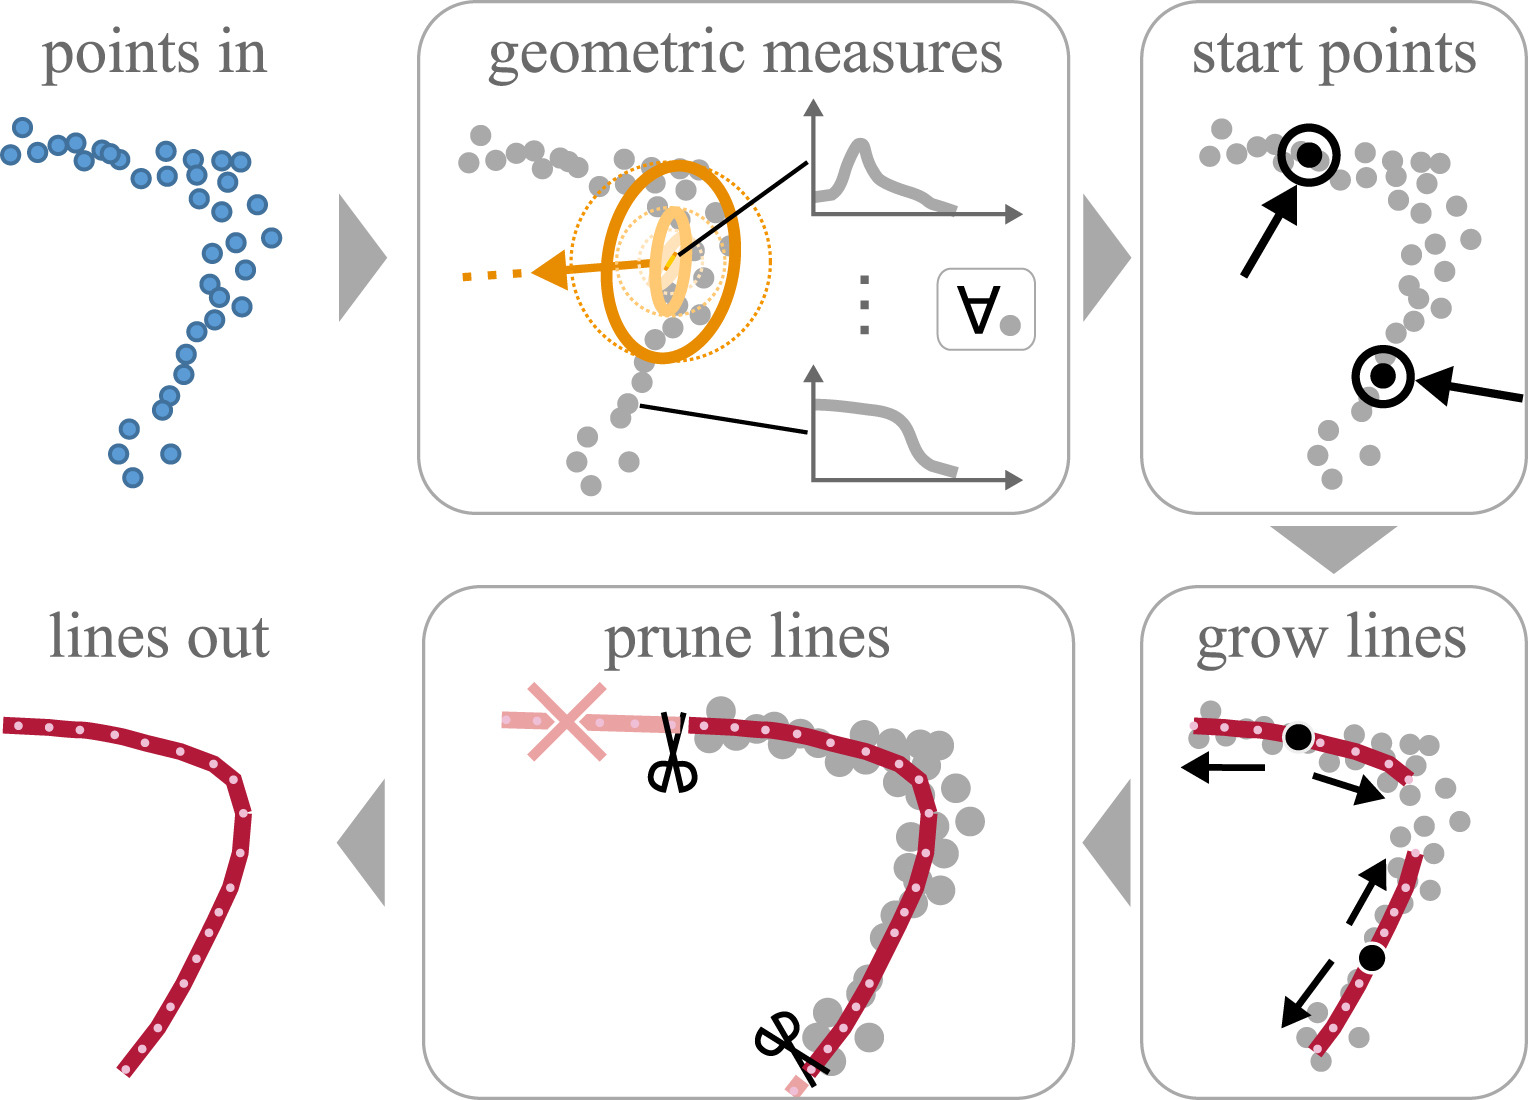 points in
geometric measures
start points
∀
lines out
prune lines
grow lines